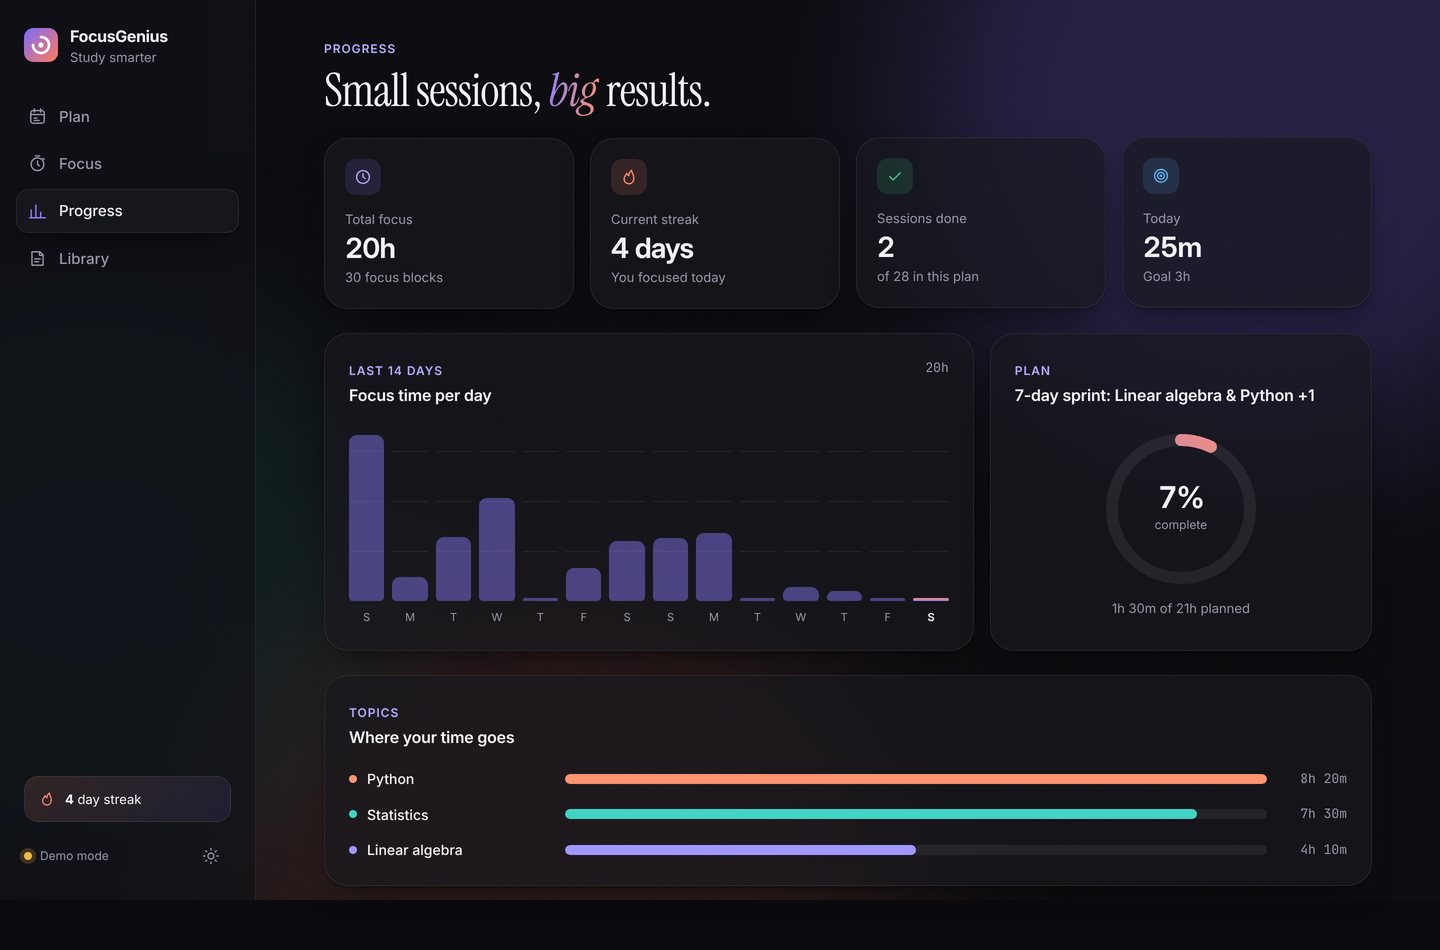 FocusGenius
Study smarter
Plan
Focus
Progress
Library
4 day streak
Demo mode
PROGRESS
Small sessions, big results.
Total focus
20h
30 focus blocks
Current streak
4 days
You focused today
Sessions done
2
of 28 in this plan
Today
25m
Goal 3h
LAST 14 DAYS
20h
Focus time per day
S M T W T F S S M T W T F S
PLAN
7-day sprint: Linear algebra & Python +1
7%
complete
1h 30m of 21h planned
TOPICS
Where your time goes
Python 8h 20m
Statistics 7h 30m
Linear algebra 4h 10m